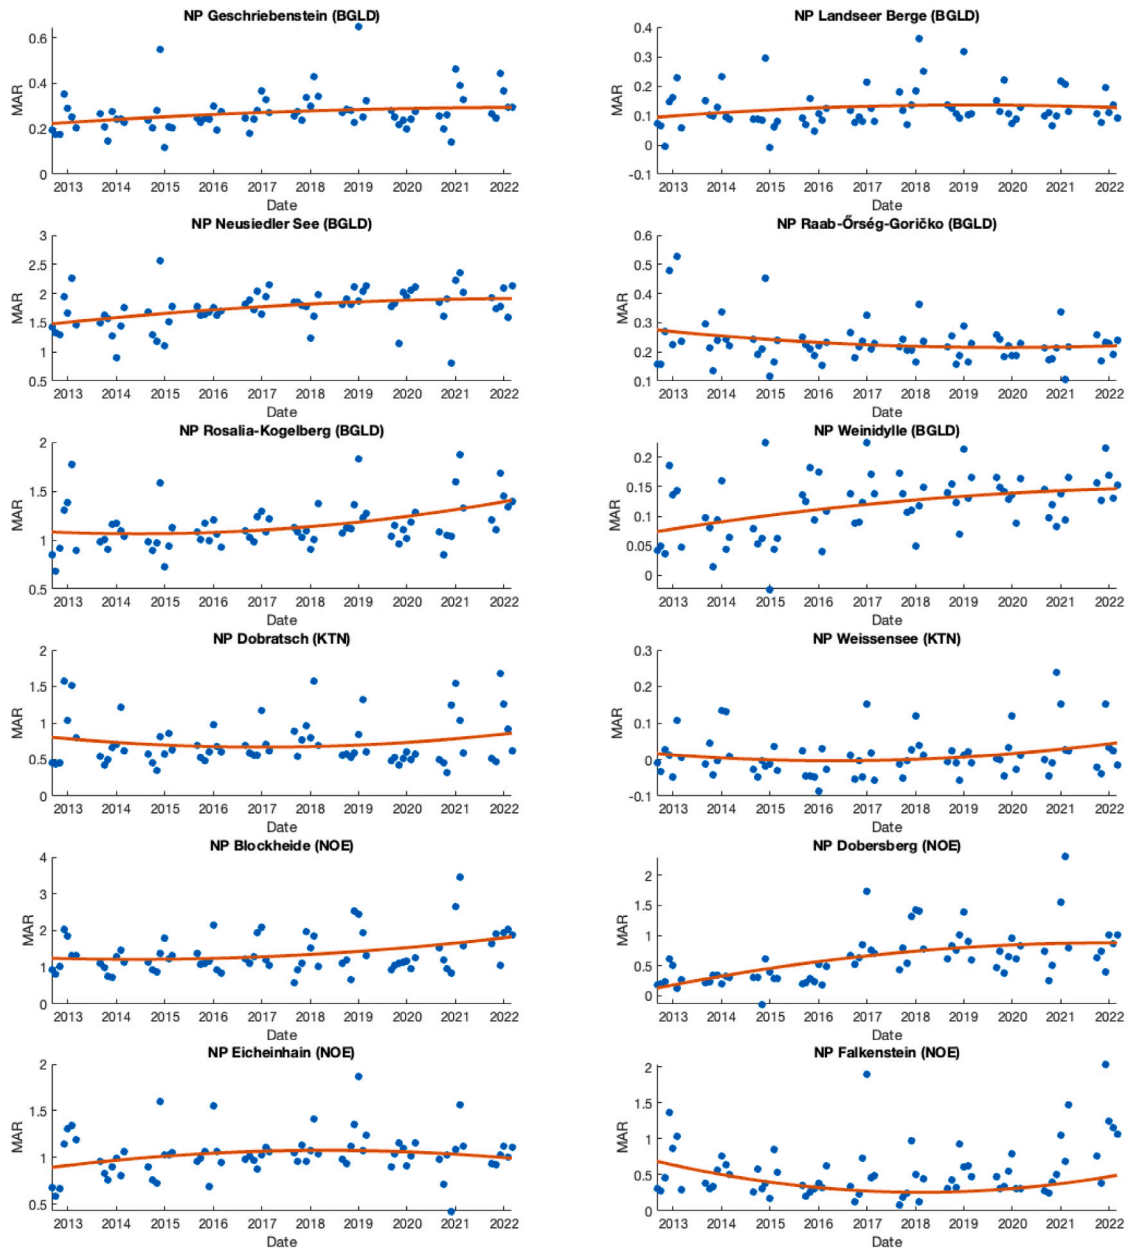 NP Geschriebenstein (BGLD)
MAR
0.6
0.4
0.2
0
2013 2014 2015 2016 2017 2018 2019 2020 2021 2022
Date
NP Landseer Berge (BGLD)
MAR
0.4
0.3
0.2
0.1
0
-0.1
2013 2014 2015 2016 2017 2018 2019 2020 2021 2022
Date
NP Neusiedler See (BGLD)
MAR
3
2.5
2
1.5
1
0.5
2013 2014 2015 2016 2017 2018 2019 2020 2021 2022
Date
NP Raab-Őrség-Goričko (BGLD)
MAR
0.6
0.5
0.4
0.3
0.2
0.1
2013 2014 2015 2016 2017 2018 2019 2020 2021 2022
Date
NP Rosalia-Kogelberg (BGLD)
MAR
2
1.5
1
0.5
2013 2014 2015 2016 2017 2018 2019 2020 2021 2022
Date
NP Weinidylle (BGLD)
MAR
0.2
0.15
0.1
0.05
0
2013 2014 2015 2016 2017 2018 2019 2020 2021 2022
Date
NP Dobratsch (KTN)
MAR
2
1.5
1
0.5
0
2013 2014 2015 2016 2017 2018 2019 2020 2021 2022
Date
NP Weissensee (KTN)
MAR
0.3
0.2
0.1
0
-0.1
2013 2014 2015 2016 2017 2018 2019 2020 2021 2022
Date
NP Blockheide (NOE)
MAR
4
3
2
1
0
2013 2014 2015 2016 2017 2018 2019 2020 2021 2022
Date
NP Dobersberg (NOE)
MAR
2
1.5
1
0.5
0
2013 2014 2015 2016 2017 2018 2019 2020 2021 2022
Date
NP Eicheinhain (NOE)
MAR
2
1.5
1
0.5
2013 2014 2015 2016 2017 2018 2019 2020 2021 2022
Date
NP Falkenstein (NOE)
MAR
2
1.5
1
0.5
0
2013 2014 2015 2016 2017 2018 2019 2020 2021 2022
Date